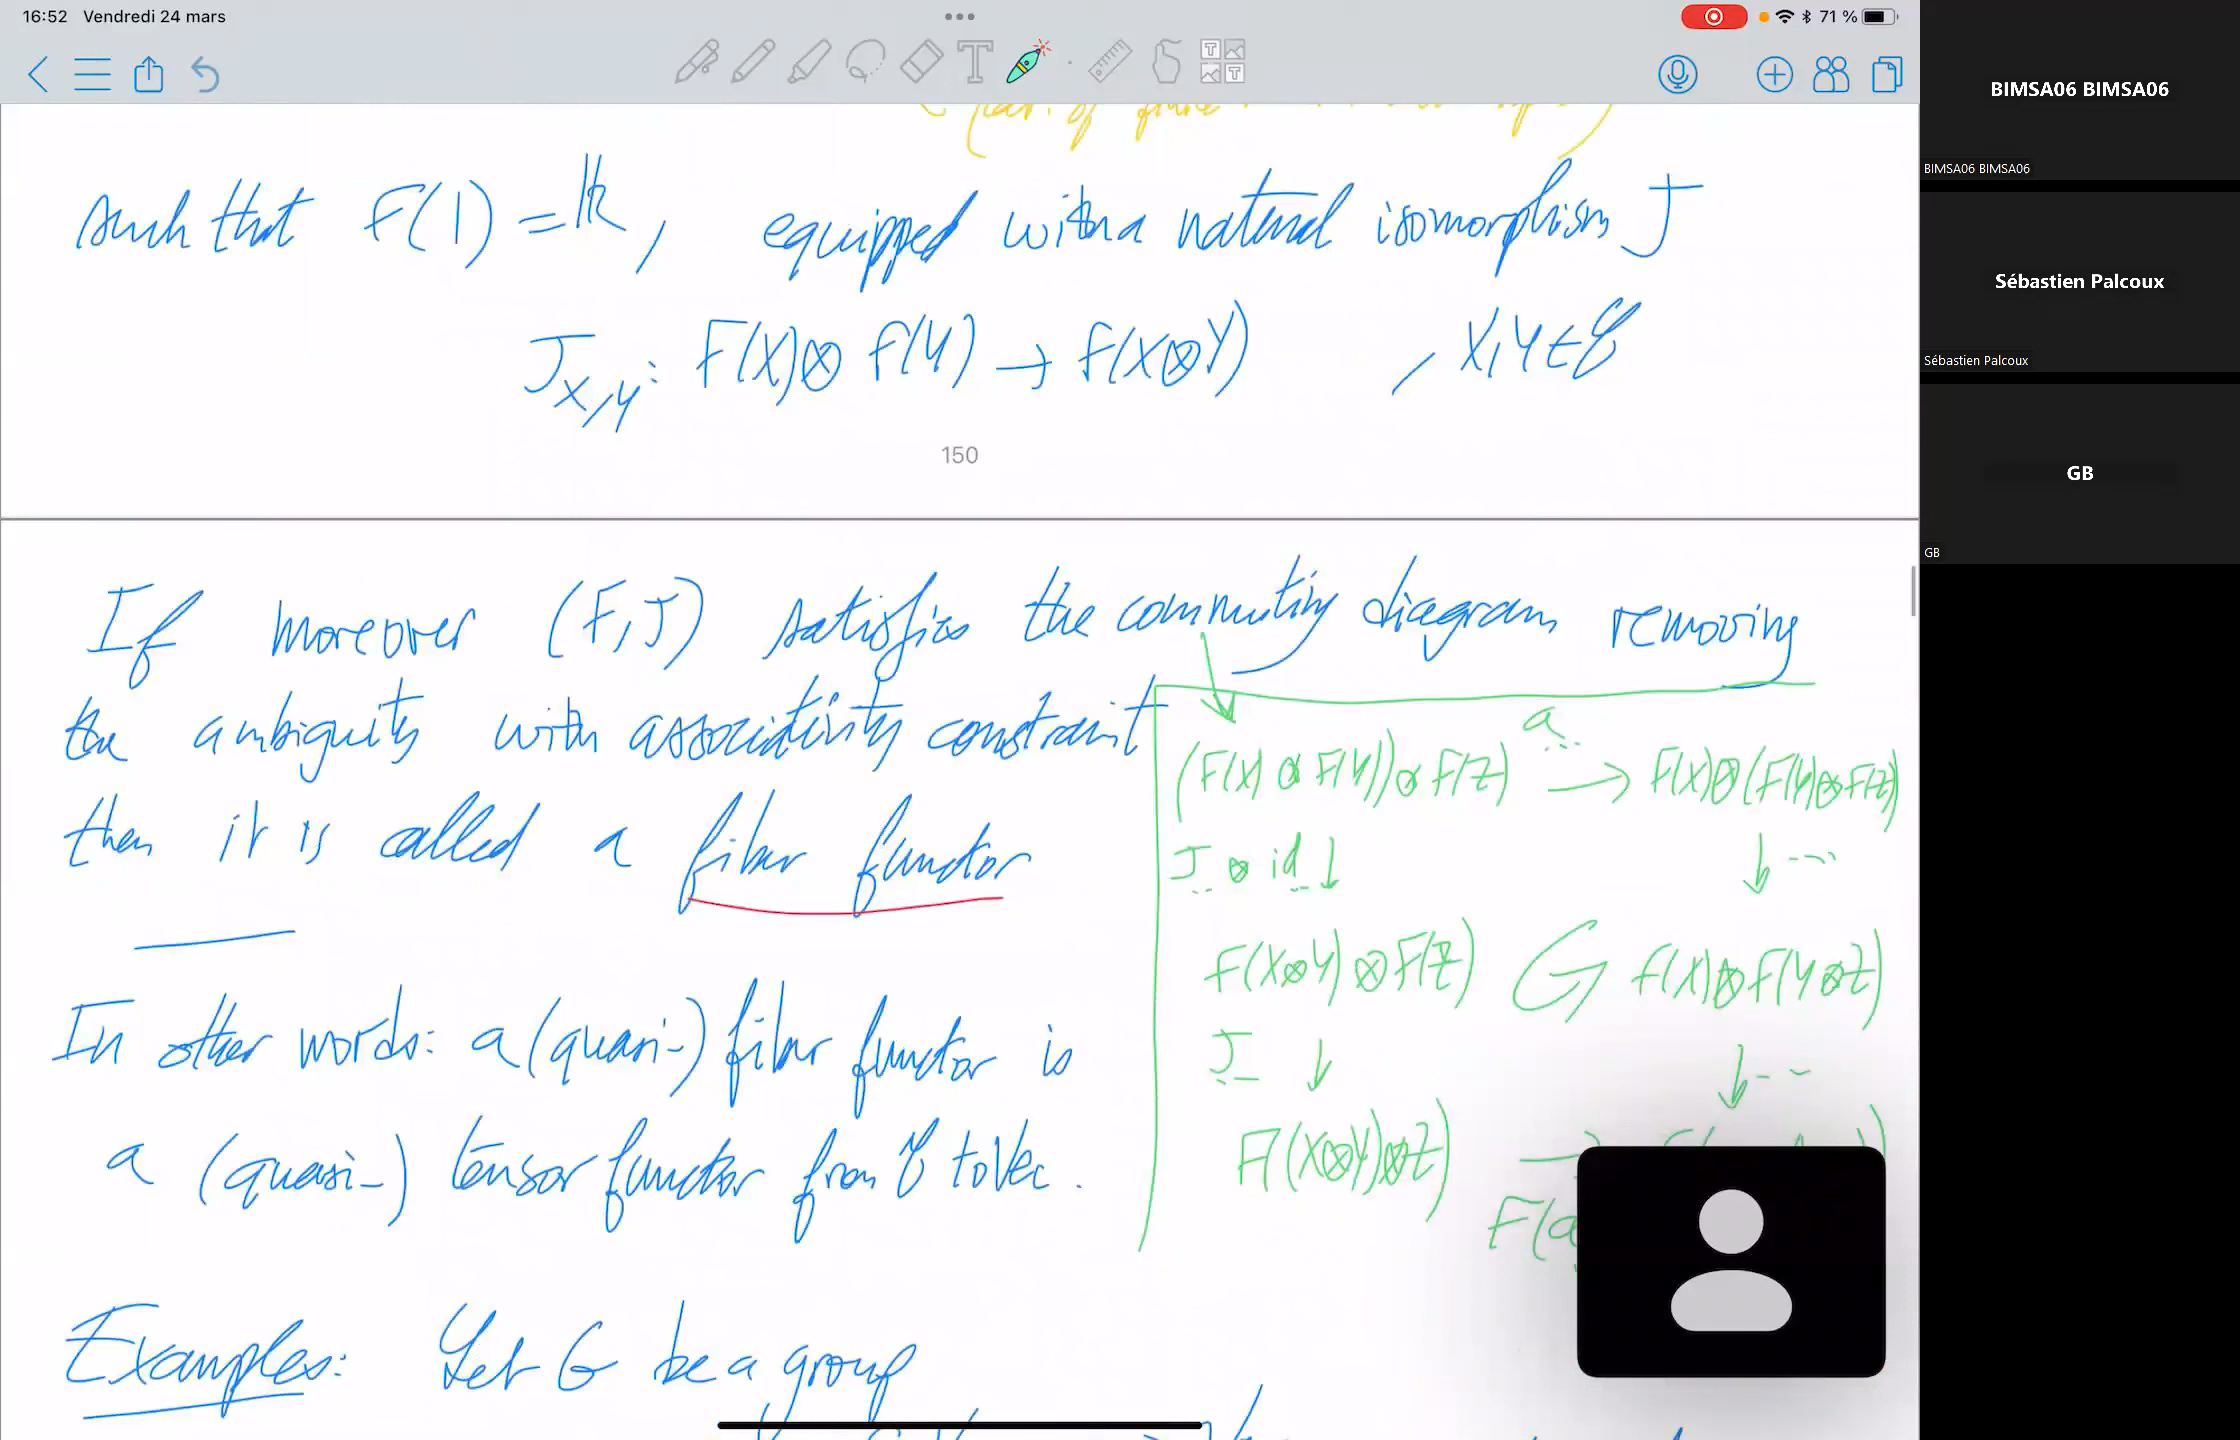 16:52 Vendredi 24 mars
71 %
such that F(1) = k, equipped with a natural isomorphism J
J_{X,Y}: F(X) ⊗ F(Y) → F(X⊗Y) , X,Y ∈ 𝒞
150
If moreover (F,J) satisfies the commuting diagram removing
the ambiguity with associativity constraint
then it is called a fiber functor
a
(F(X) ⊗ F(Y)) ⊗ F(Z) → F(X) ⊗ (F(Y) ⊗ F(Z))
J ⊗ id ↓ ↓ ---
F(X⊗Y) ⊗ F(Z) F(X) ⊗ F(Y⊗Z)
J ↓ ↓ --
F((X⊗Y)⊗Z) →
F(a
In other words: a (quasi-) fiber functor is
a (quasi-) tensor functor from 𝒞 to Vec.
Examples: Let G be a group
BIMSA06 BIMSA06
BIMSA06 BIMSA06
Sébastien Palcoux
Sébastien Palcoux
GB
GB